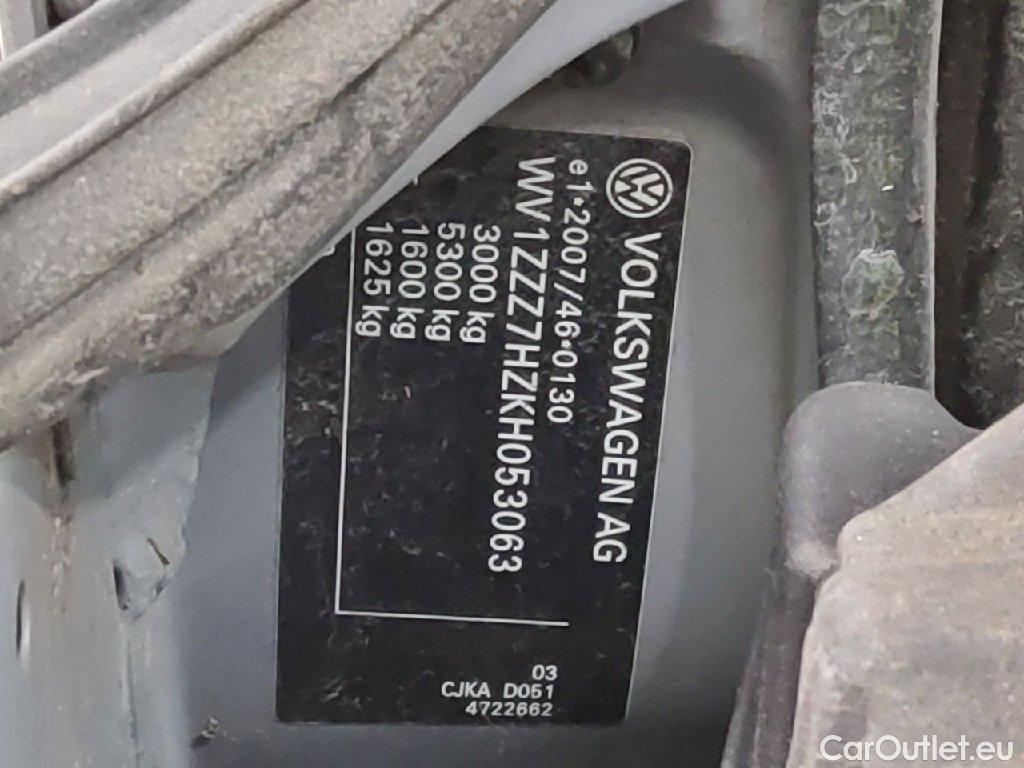 VOLKSWAGEN AG
e1*2007/46*0130
WV1ZZZ7HZKH053063
3000 kg
5300 kg
1600 kg
1625 kg
03
CJKA D051
4722662
CarOutlet.eu